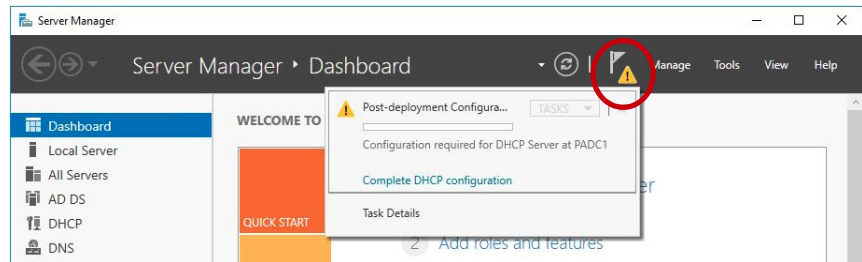 Server Manager
Server Manager • Dashboard
Manage Tools View Help
Post-deployment Configura...
TASKS
Configuration required for DHCP Server at PADC1
Complete DHCP configuration
Task Details
Dashboard
Local Server
All Servers
AD DS
DHCP
DNS
WELCOME TO
QUICK START
er
2 Add roles and features